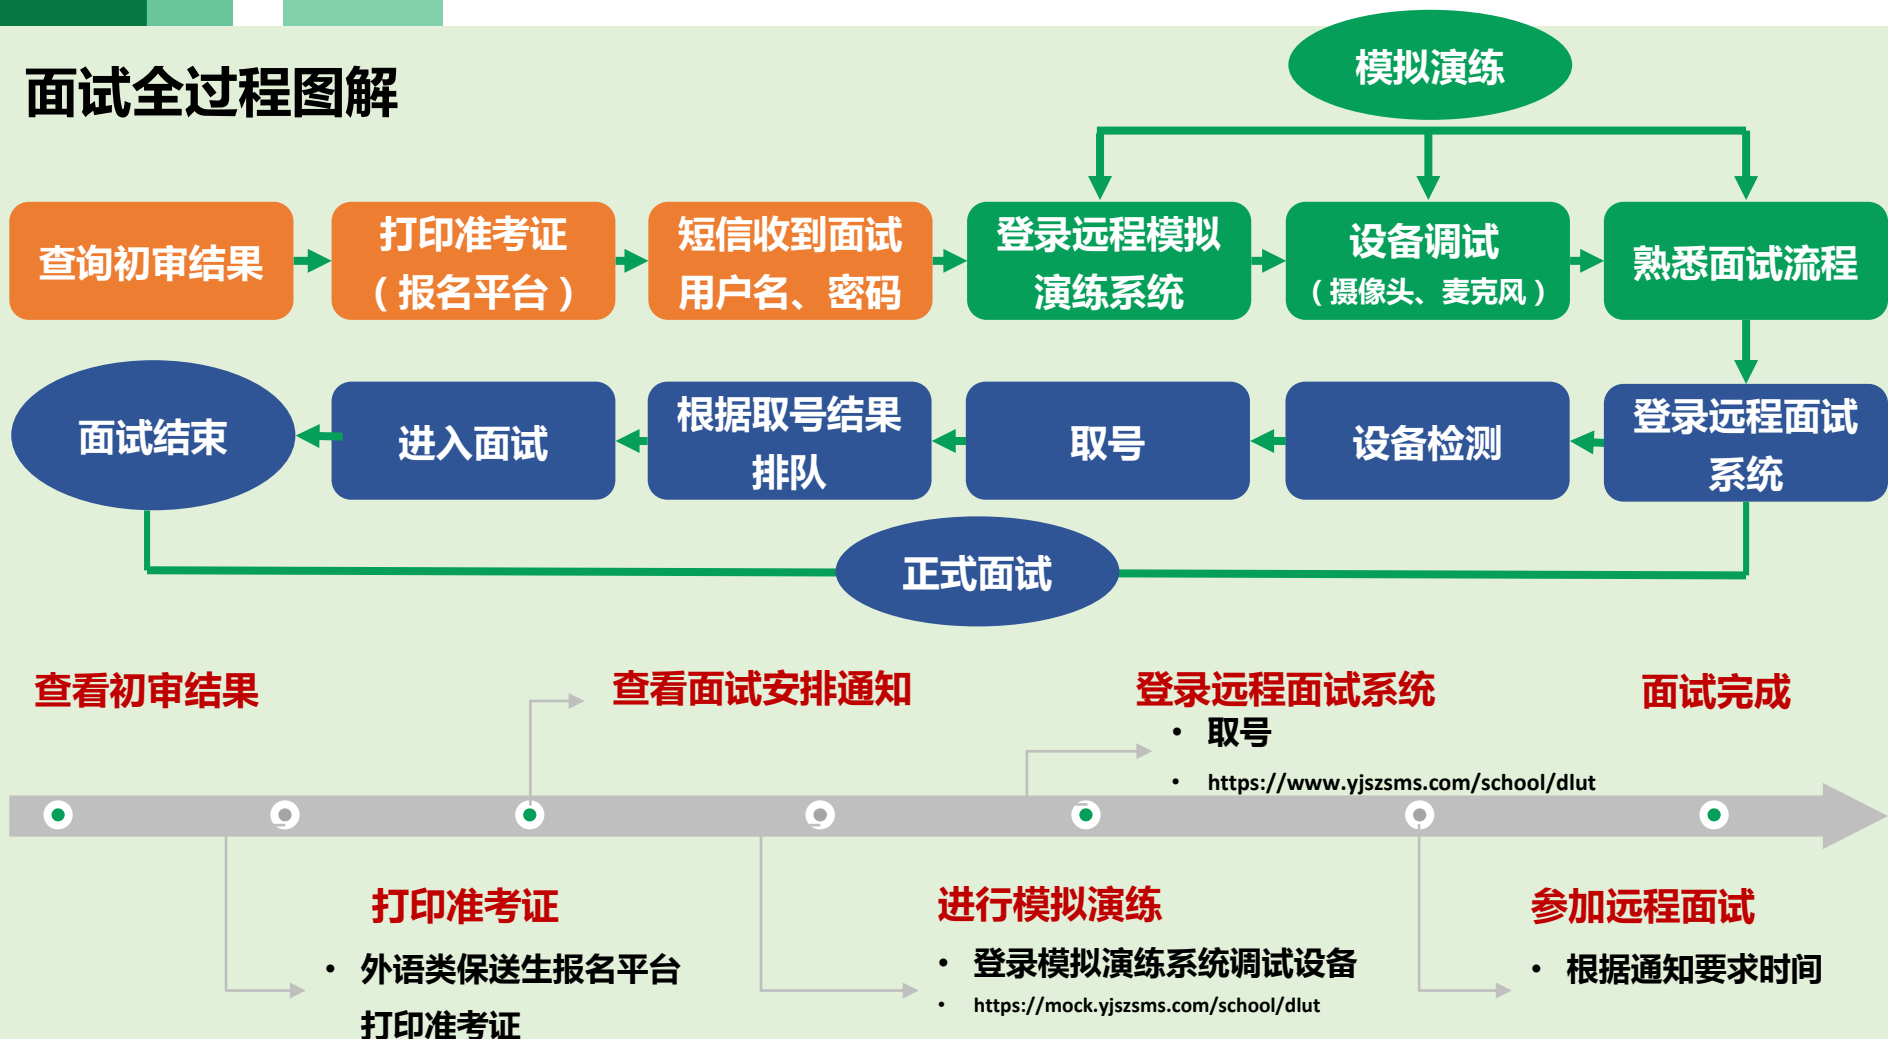 面试全过程图解
模拟演练
查询初审结果
打印准考证
（报名平台）
短信收到面试
用户名、密码
登录远程模拟
演练系统
设备调试
（摄像头、麦克风）
熟悉面试流程
面试结束
进入面试
根据取号结果
排队
取号
设备检测
登录远程面试
系统
正式面试
查看初审结果
查看面试安排通知
登录远程面试系统
• 取号
• https://www.yjszsms.com/school/dlut
面试完成
打印准考证
• 外语类保送生报名平台
打印准考证
进行模拟演练
• 登录模拟演练系统调试设备
• https://mock.yjszsms.com/school/dlut
参加远程面试
• 根据通知要求时间